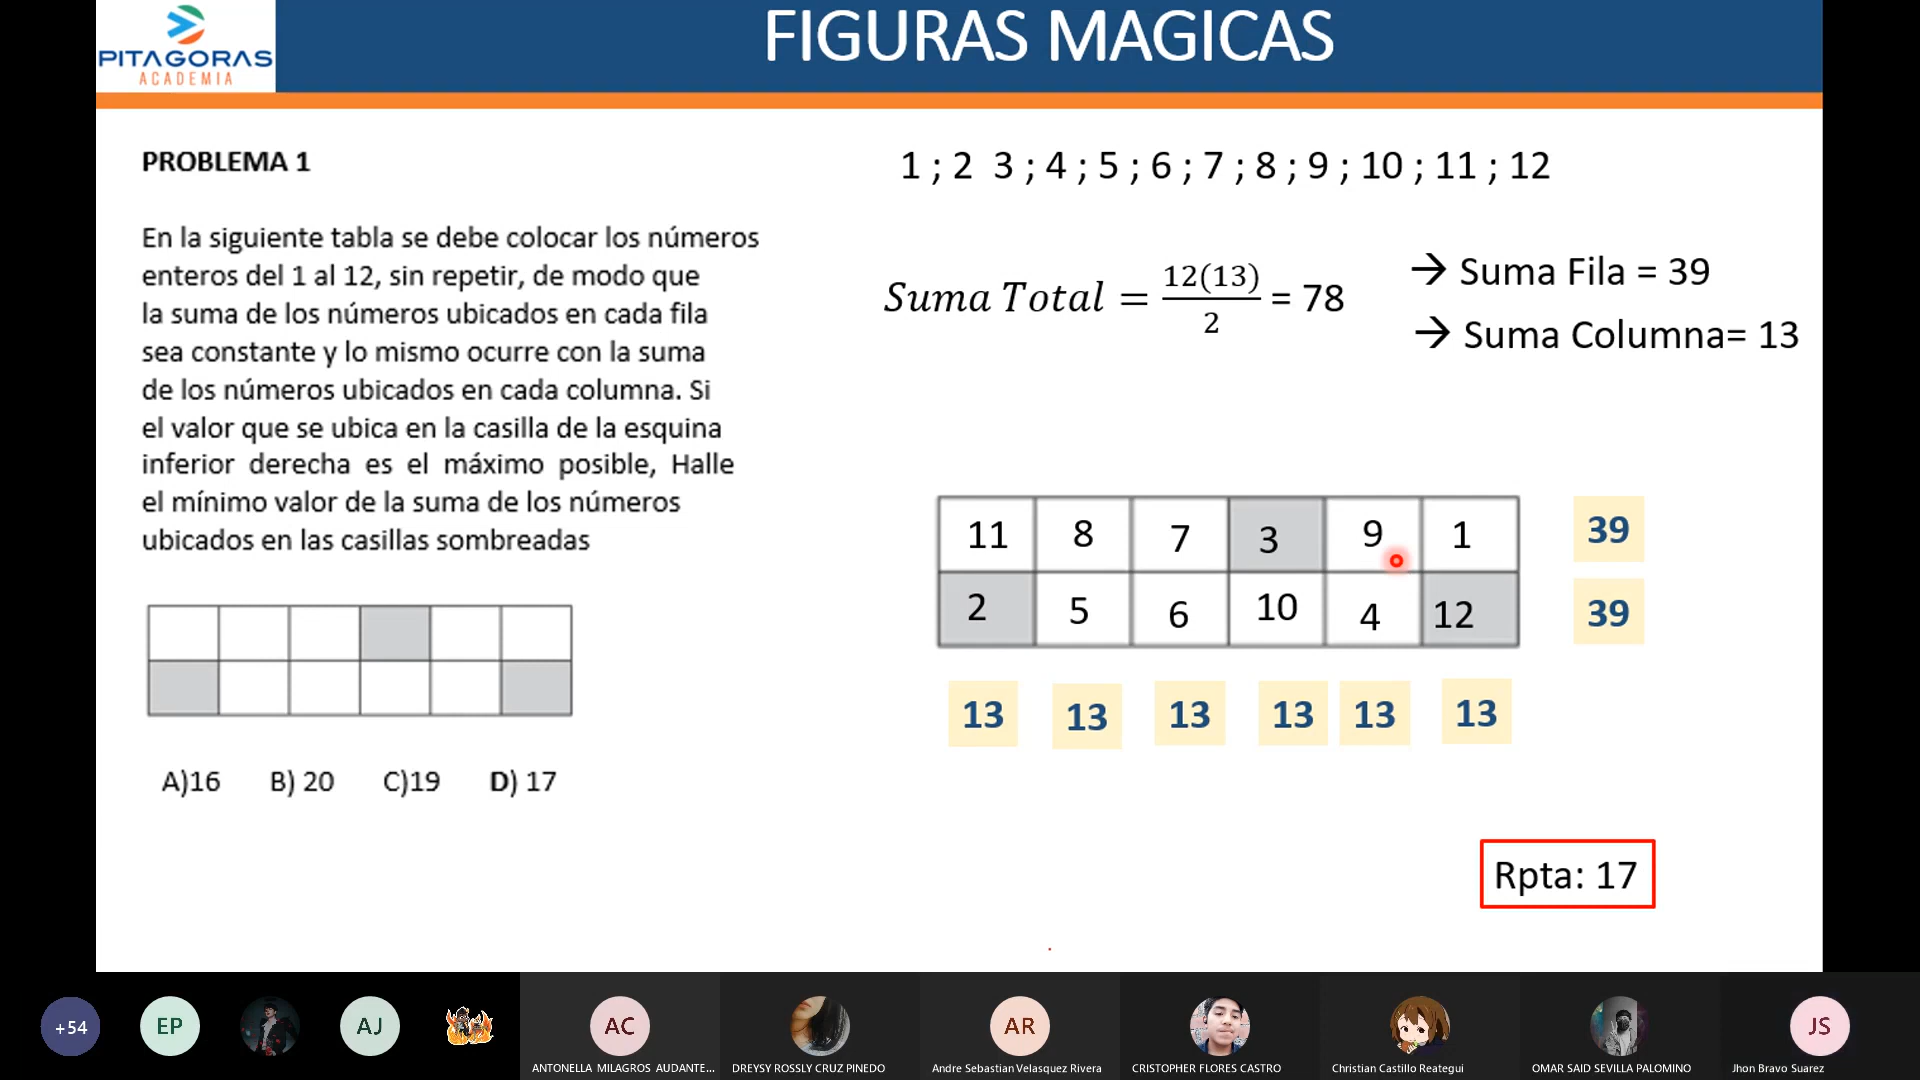 PITAGORAS
ACADEMIA
FIGURAS MAGICAS
PROBLEMA 1
En la siguiente tabla se debe colocar los números
enteros del 1 al 12, sin repetir, de modo que
la suma de los números ubicados en cada fila
sea constante y lo mismo ocurre con la suma
de los números ubicados en cada columna. Si
el valor que se ubica en la casilla de la esquina
inferior derecha es el máximo posible, Halle
el mínimo valor de la suma de los números
ubicados en las casillas sombreadas
A)16 B) 20 C)19 D) 17
1 ; 2 3 ; 4 ; 5 ; 6 ; 7 ; 8 ; 9 ; 10 ; 11 ; 12
Suma Total = 12(13)/2 = 78
→ Suma Fila = 39
→ Suma Columna= 13
11 8 7 3 9 1 39
2 5 6 10 4 12 39
13 13 13 13 13 13
Rpta: 17
+54 EP AJ AC AR JS
ANTONELLA MILAGROS AUDANTE... DREYSY ROSSLY CRUZ PINEDO Andre Sebastian Velasquez Rivera CRISTOPHER FLORES CASTRO Christian Castillo Reategui OMAR SAID SEVILLA PALOMINO Jhon Bravo Suarez